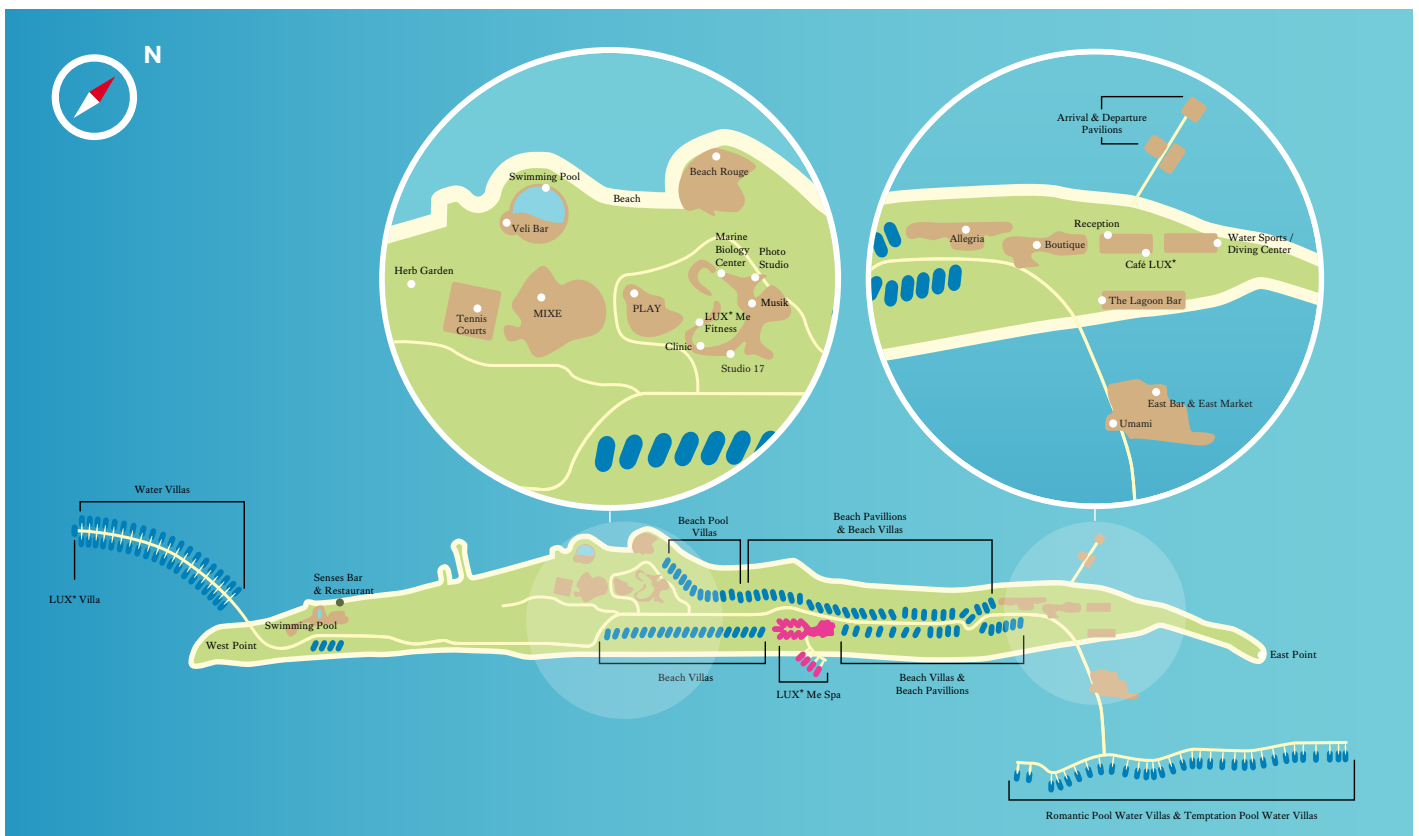 N
Swimming Pool
Veli Bar
Beach
Beach Rouge
Herb Garden
Tennis
Courts
MIXE
PLAY
Marine
Biology
Center
Photo
Studio
Musik
LUX* Me
Fitness
Clinic
Studio 17
Arrival & Departure
Pavilions
Allegria
Boutique
Reception
Café LUX*
Water Sports /
Diving Center
The Lagoon Bar
East Bar & East Market
Umami
Water Villas
LUX* Villa
Senses Bar
& Restaurant
Swimming Pool
West Point
Beach Pool
Villas
Beach Pavillions
& Beach Villas
Beach Villas
LUX* Me Spa
Beach Villas &
Beach Pavillions
East Point
Romantic Pool Water Villas & Temptation Pool Water Villas